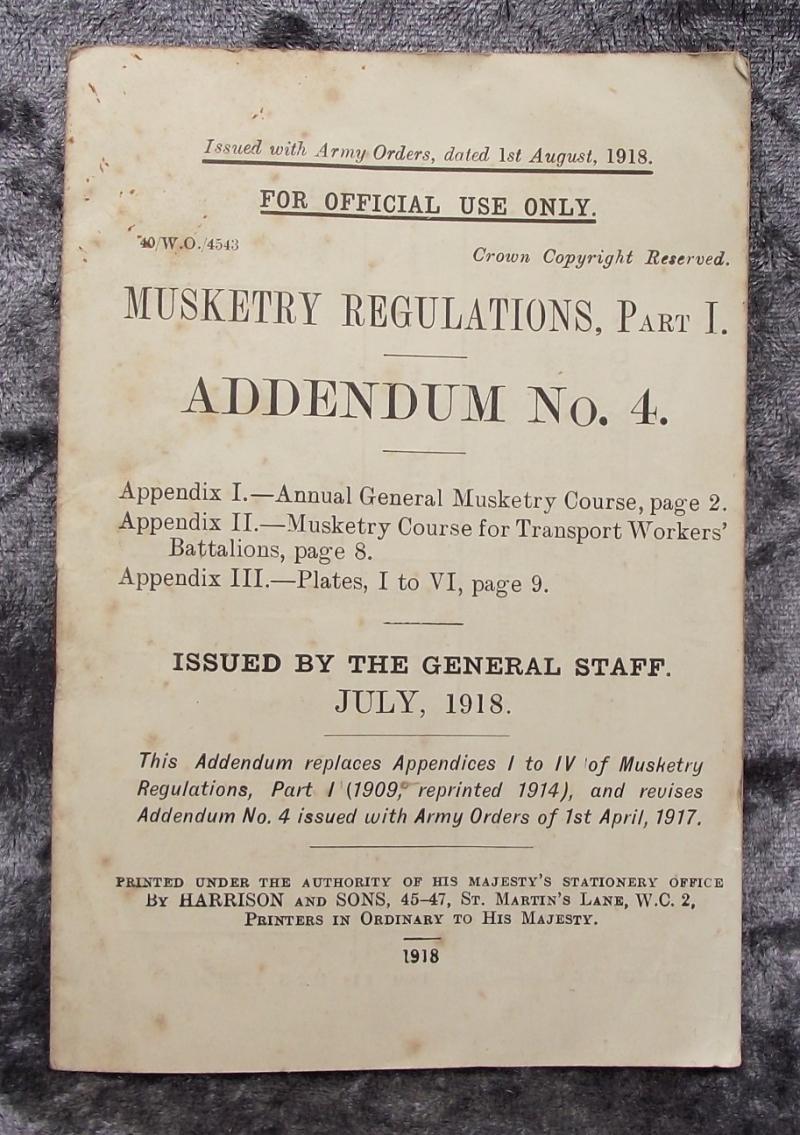 Issued with Army Orders, dated 1st August, 1918.
FOR OFFICIAL USE ONLY.
40/W.O./4543
Crown Copyright Reserved.
MUSKETRY REGULATIONS, PART I.
ADDENDUM No. 4.
Appendix I.—Annual General Musketry Course, page 2.
Appendix II.—Musketry Course for Transport Workers'
Battalions, page 8.
Appendix III.—Plates, I to VI, page 9.
ISSUED BY THE GENERAL STAFF.
JULY, 1918.
This Addendum replaces Appendices I to IV of Musketry
Regulations, Part I (1909, reprinted 1914), and revises
Addendum No. 4 issued with Army Orders of 1st April, 1917.
PRINTED UNDER THE AUTHORITY OF HIS MAJESTY'S STATIONERY OFFICE
By HARRISON AND SONS, 45–47, ST. MARTIN'S LANE, W.C. 2,
PRINTERS IN ORDINARY TO HIS MAJESTY.
1918